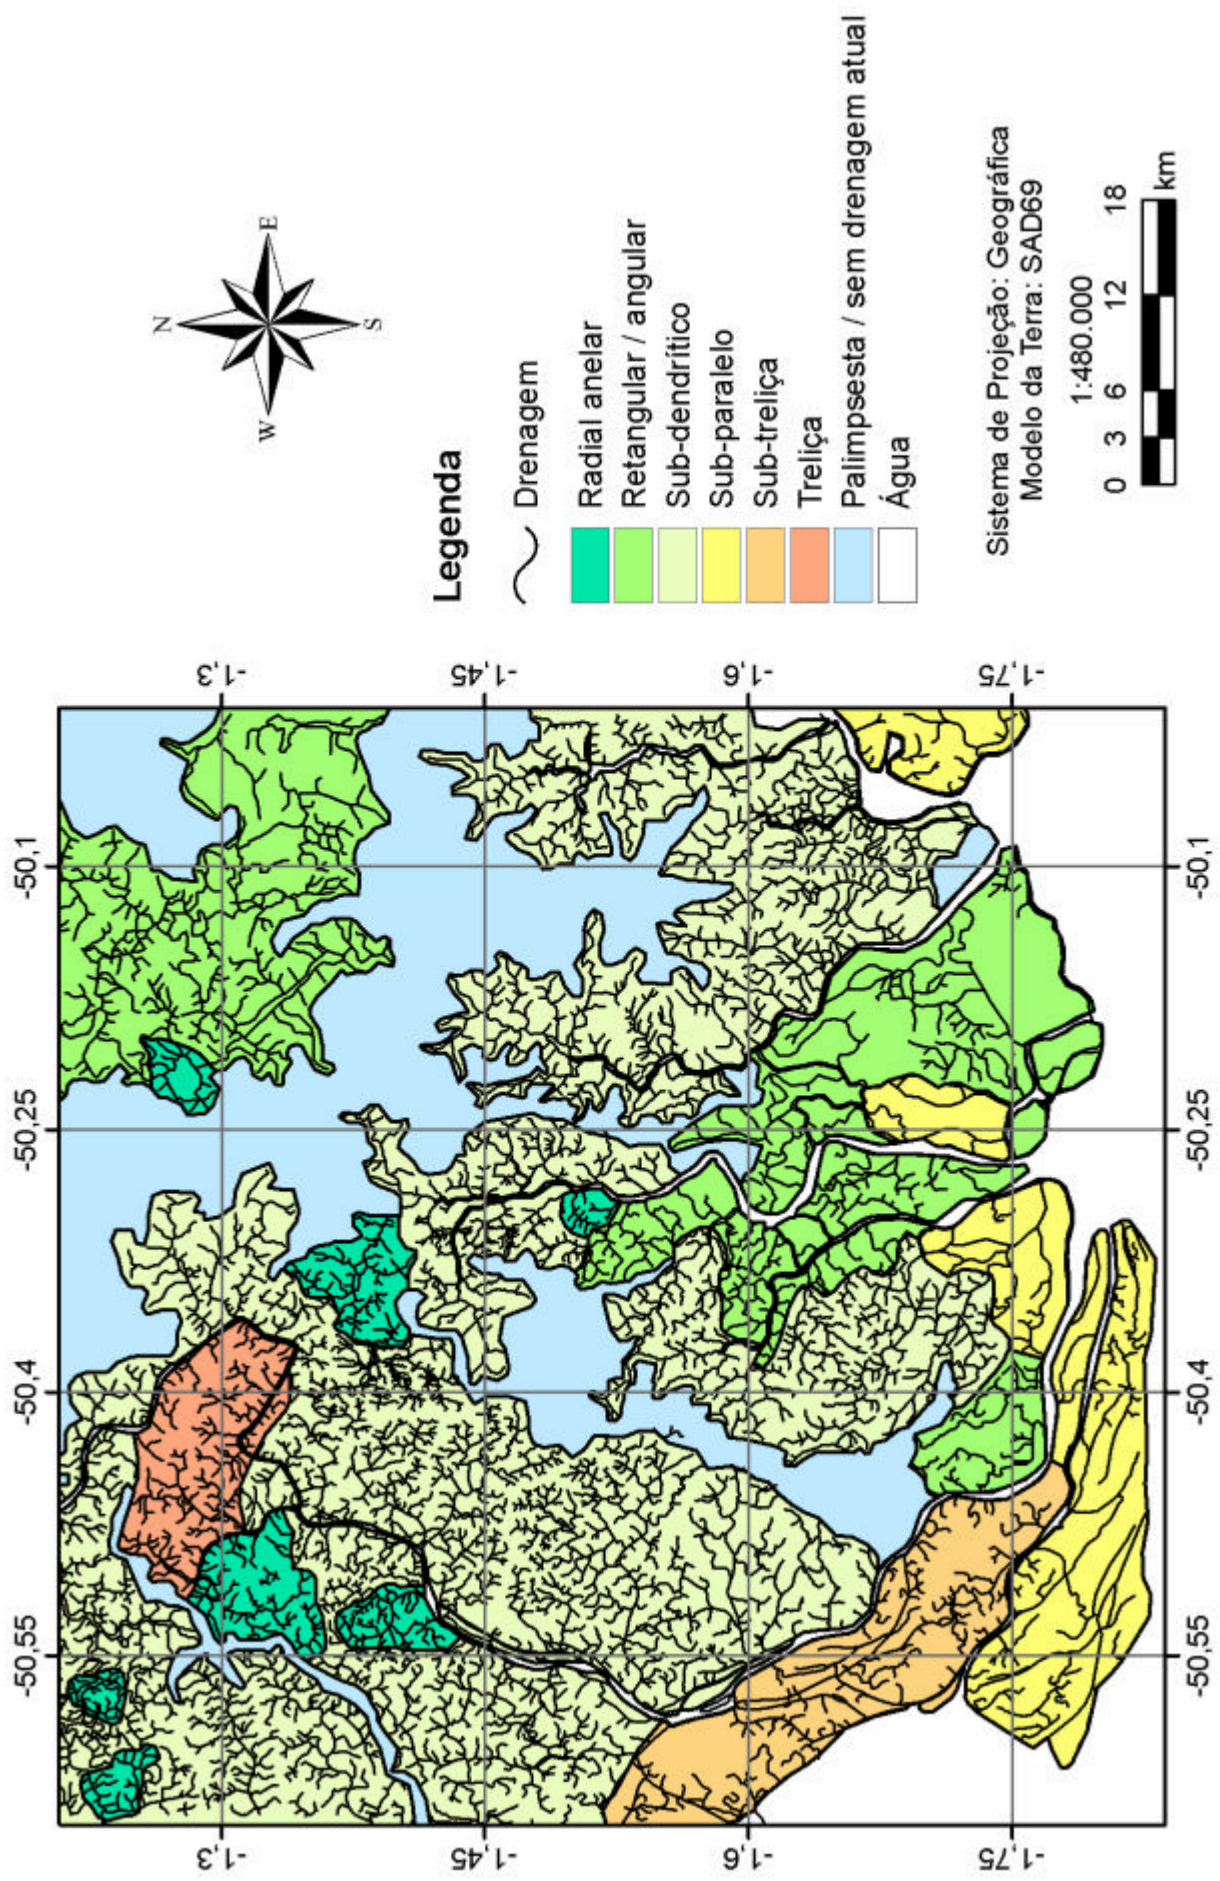 -50,55
-50,4
-50,25
-50,1
-1,3
-1,3
-1,45
-1,45
-1,6
-1,6
-1,75
-1,75
-50,55
-50,4
-50,25
-50,1
N
W
E
S
Legenda
Drenagem
Radial anelar
Retangular / angular
Sub-dendrítico
Sub-paralelo
Sub-treliça
Treliça
Palimpsesta / sem drenagem atual
Água
Sistema de Projeção: Geográfica
Modelo da Terra: SAD69
1:480.000
0 3 6 12 18
km